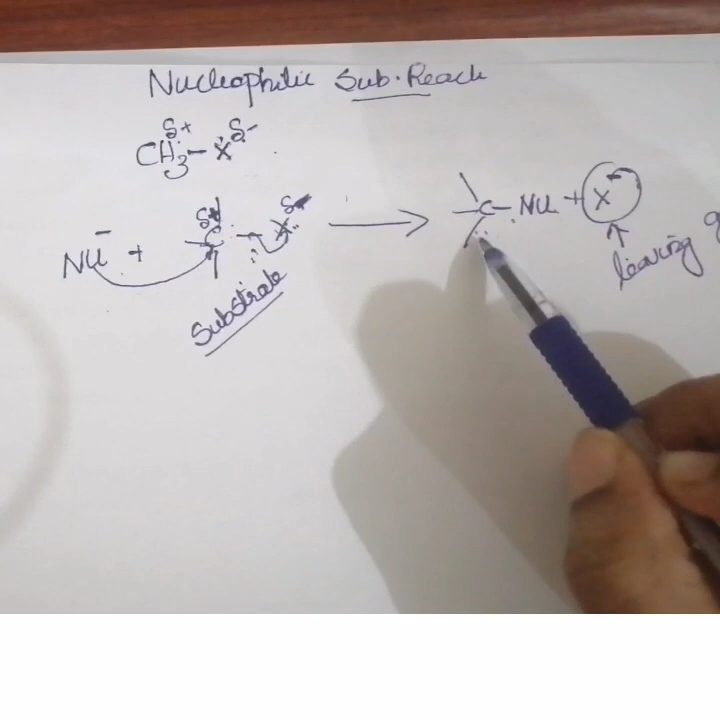 Nucleophilic Sub. Reach
δ+ δ-
CH3 - X
Nu- + C - X δ-
Substrate
C - Nu + X-
leaving g